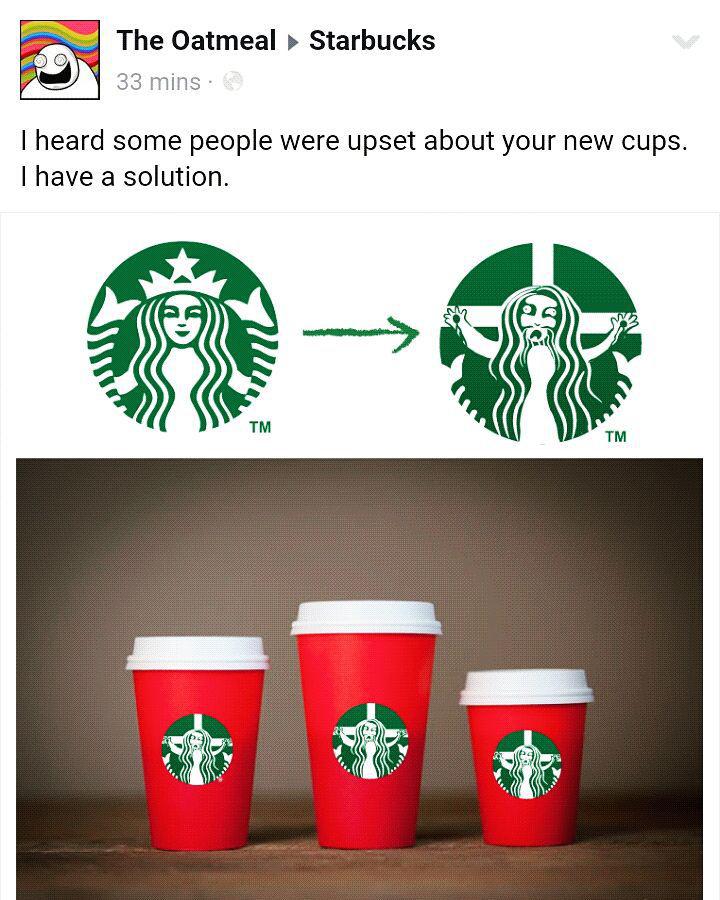 The Oatmeal ▸ Starbucks
33 mins ·
I heard some people were upset about your new cups.
I have a solution.
TM
TM